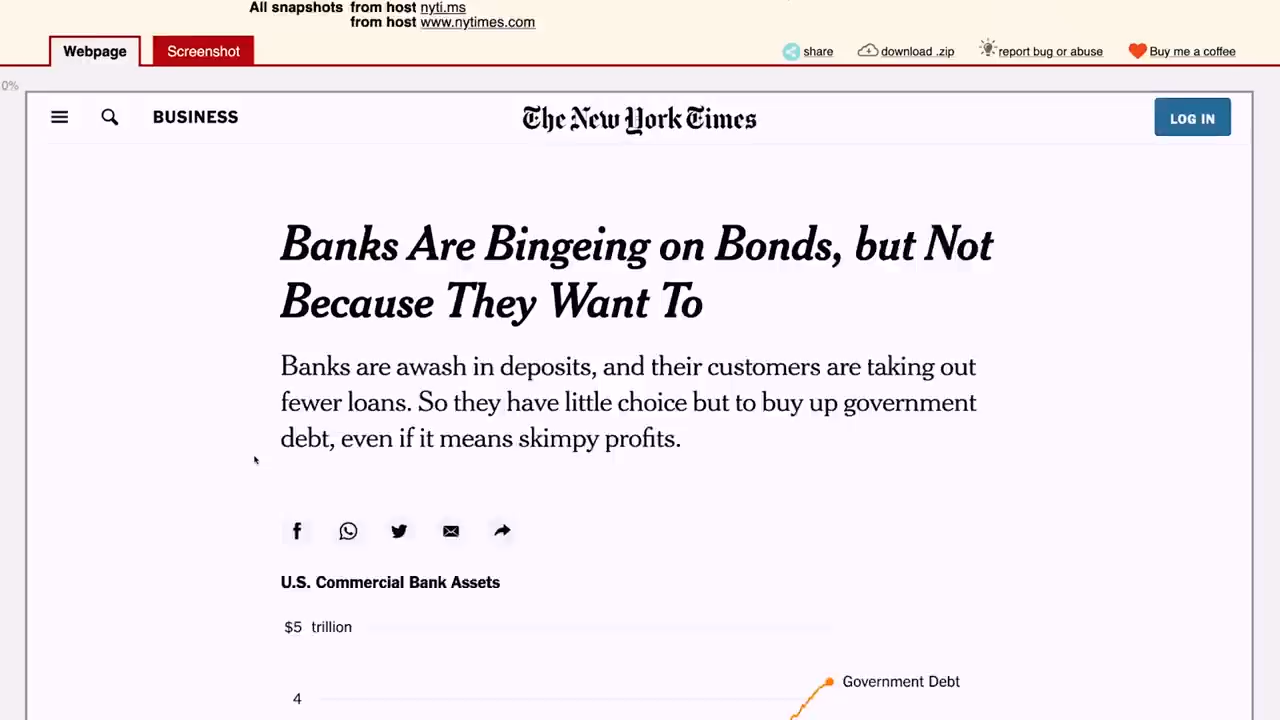 All snapshots from host nyti.ms
from host www.nytimes.com
Webpage Screenshot share download .zip report bug or abuse Buy me a coffee
0%
BUSINESS The New York Times LOG IN
Banks Are Bingeing on Bonds, but Not
Because They Want To
Banks are awash in deposits, and their customers are taking out
fewer loans. So they have little choice but to buy up government
debt, even if it means skimpy profits.
U.S. Commercial Bank Assets
$5 trillion
Government Debt
4